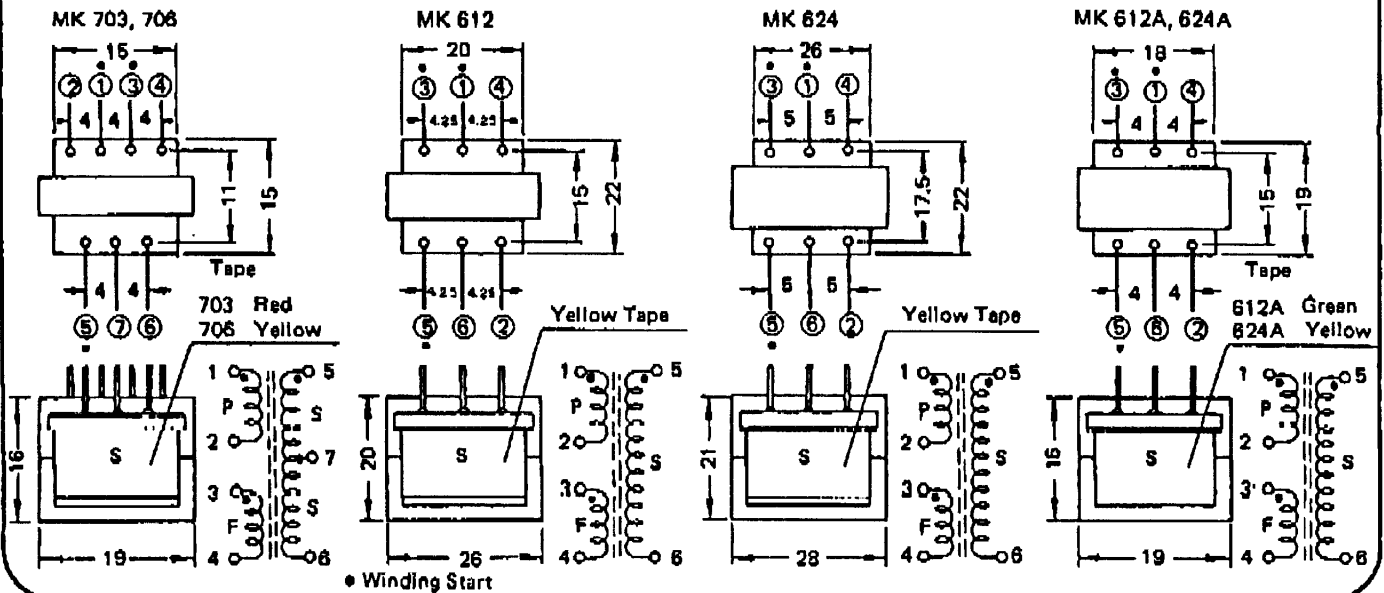 MK 703, 706
15
② ① ③ ④
4 4 4
11
15
Tape
4 4
703 Red
706 Yellow
⑤ ⑦ ⑥
S
16
19
1 5
P S
2 7
3
F S
4 6
MK 612
20
③ ① ④
4.25 4.25
15
22
4.25 4.25
⑤ ⑥ ②
Yellow Tape
S
20
26
1 5
P
2
S
3
F
4 6
MK 624
26
③ ① ④
5 5
17.5
22
5 5
⑤ ⑥ ②
Yellow Tape
S
21
28
1 5
P
2
S
3
F
4 6
MK 612A, 624A
18
③ ① ④
4 4
15
19
Tape
4 4
612A Green
624A Yellow
⑤ ⑥ ②
S
16
19
1 5
P
2
S
3
F
4 6
• Winding Start